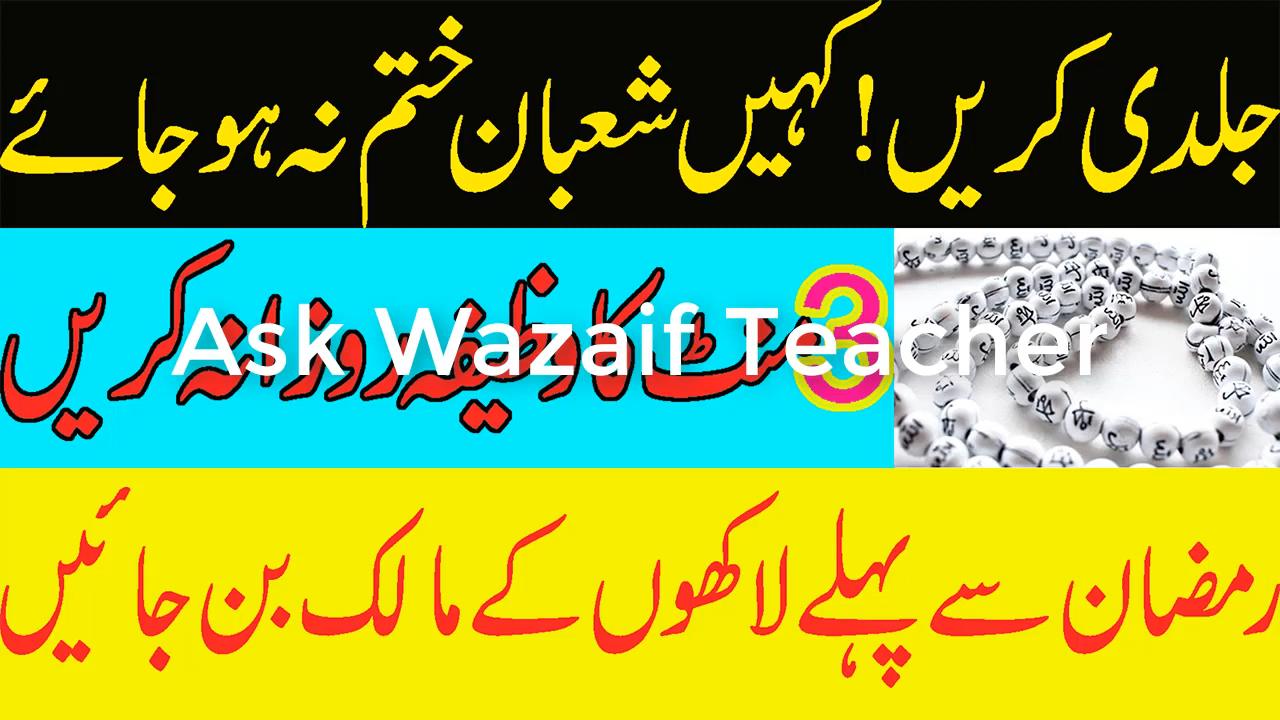 جلدی کریں! کہیں شعبان ختم نہ ہو جائے
3 منٹ کا وظیفہ روزانہ کریں
Ask Wazaif Teacher
رمضان سے پہلے لاکھوں کے مالک بن جائیں